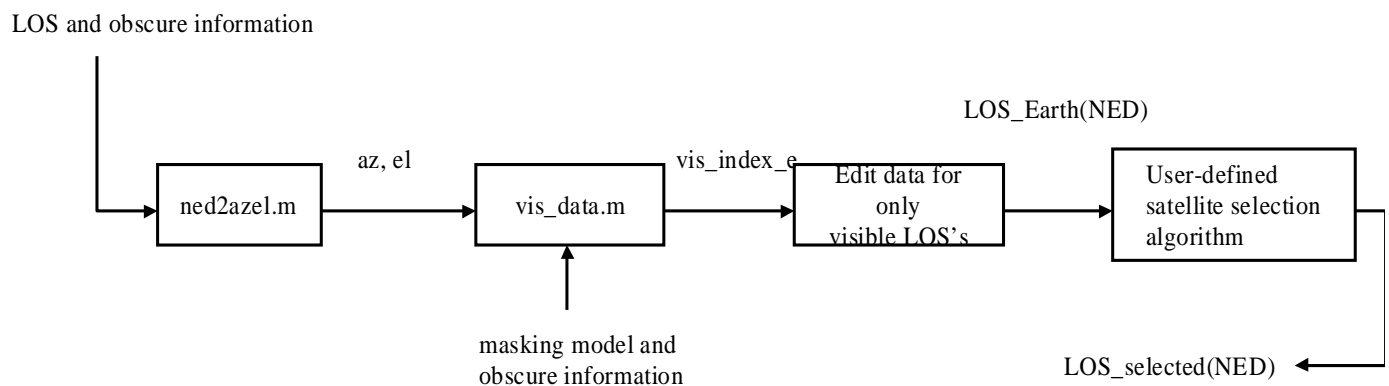 LOS and obscure information
LOS_Earth(NED)
az, el
vis_index_e
ned2azel.m
vis_data.m
Edit data for
only
visible LOS's
User-defined
satellite selection
algorithm
masking model and
obscure information
LOS_selected(NED)